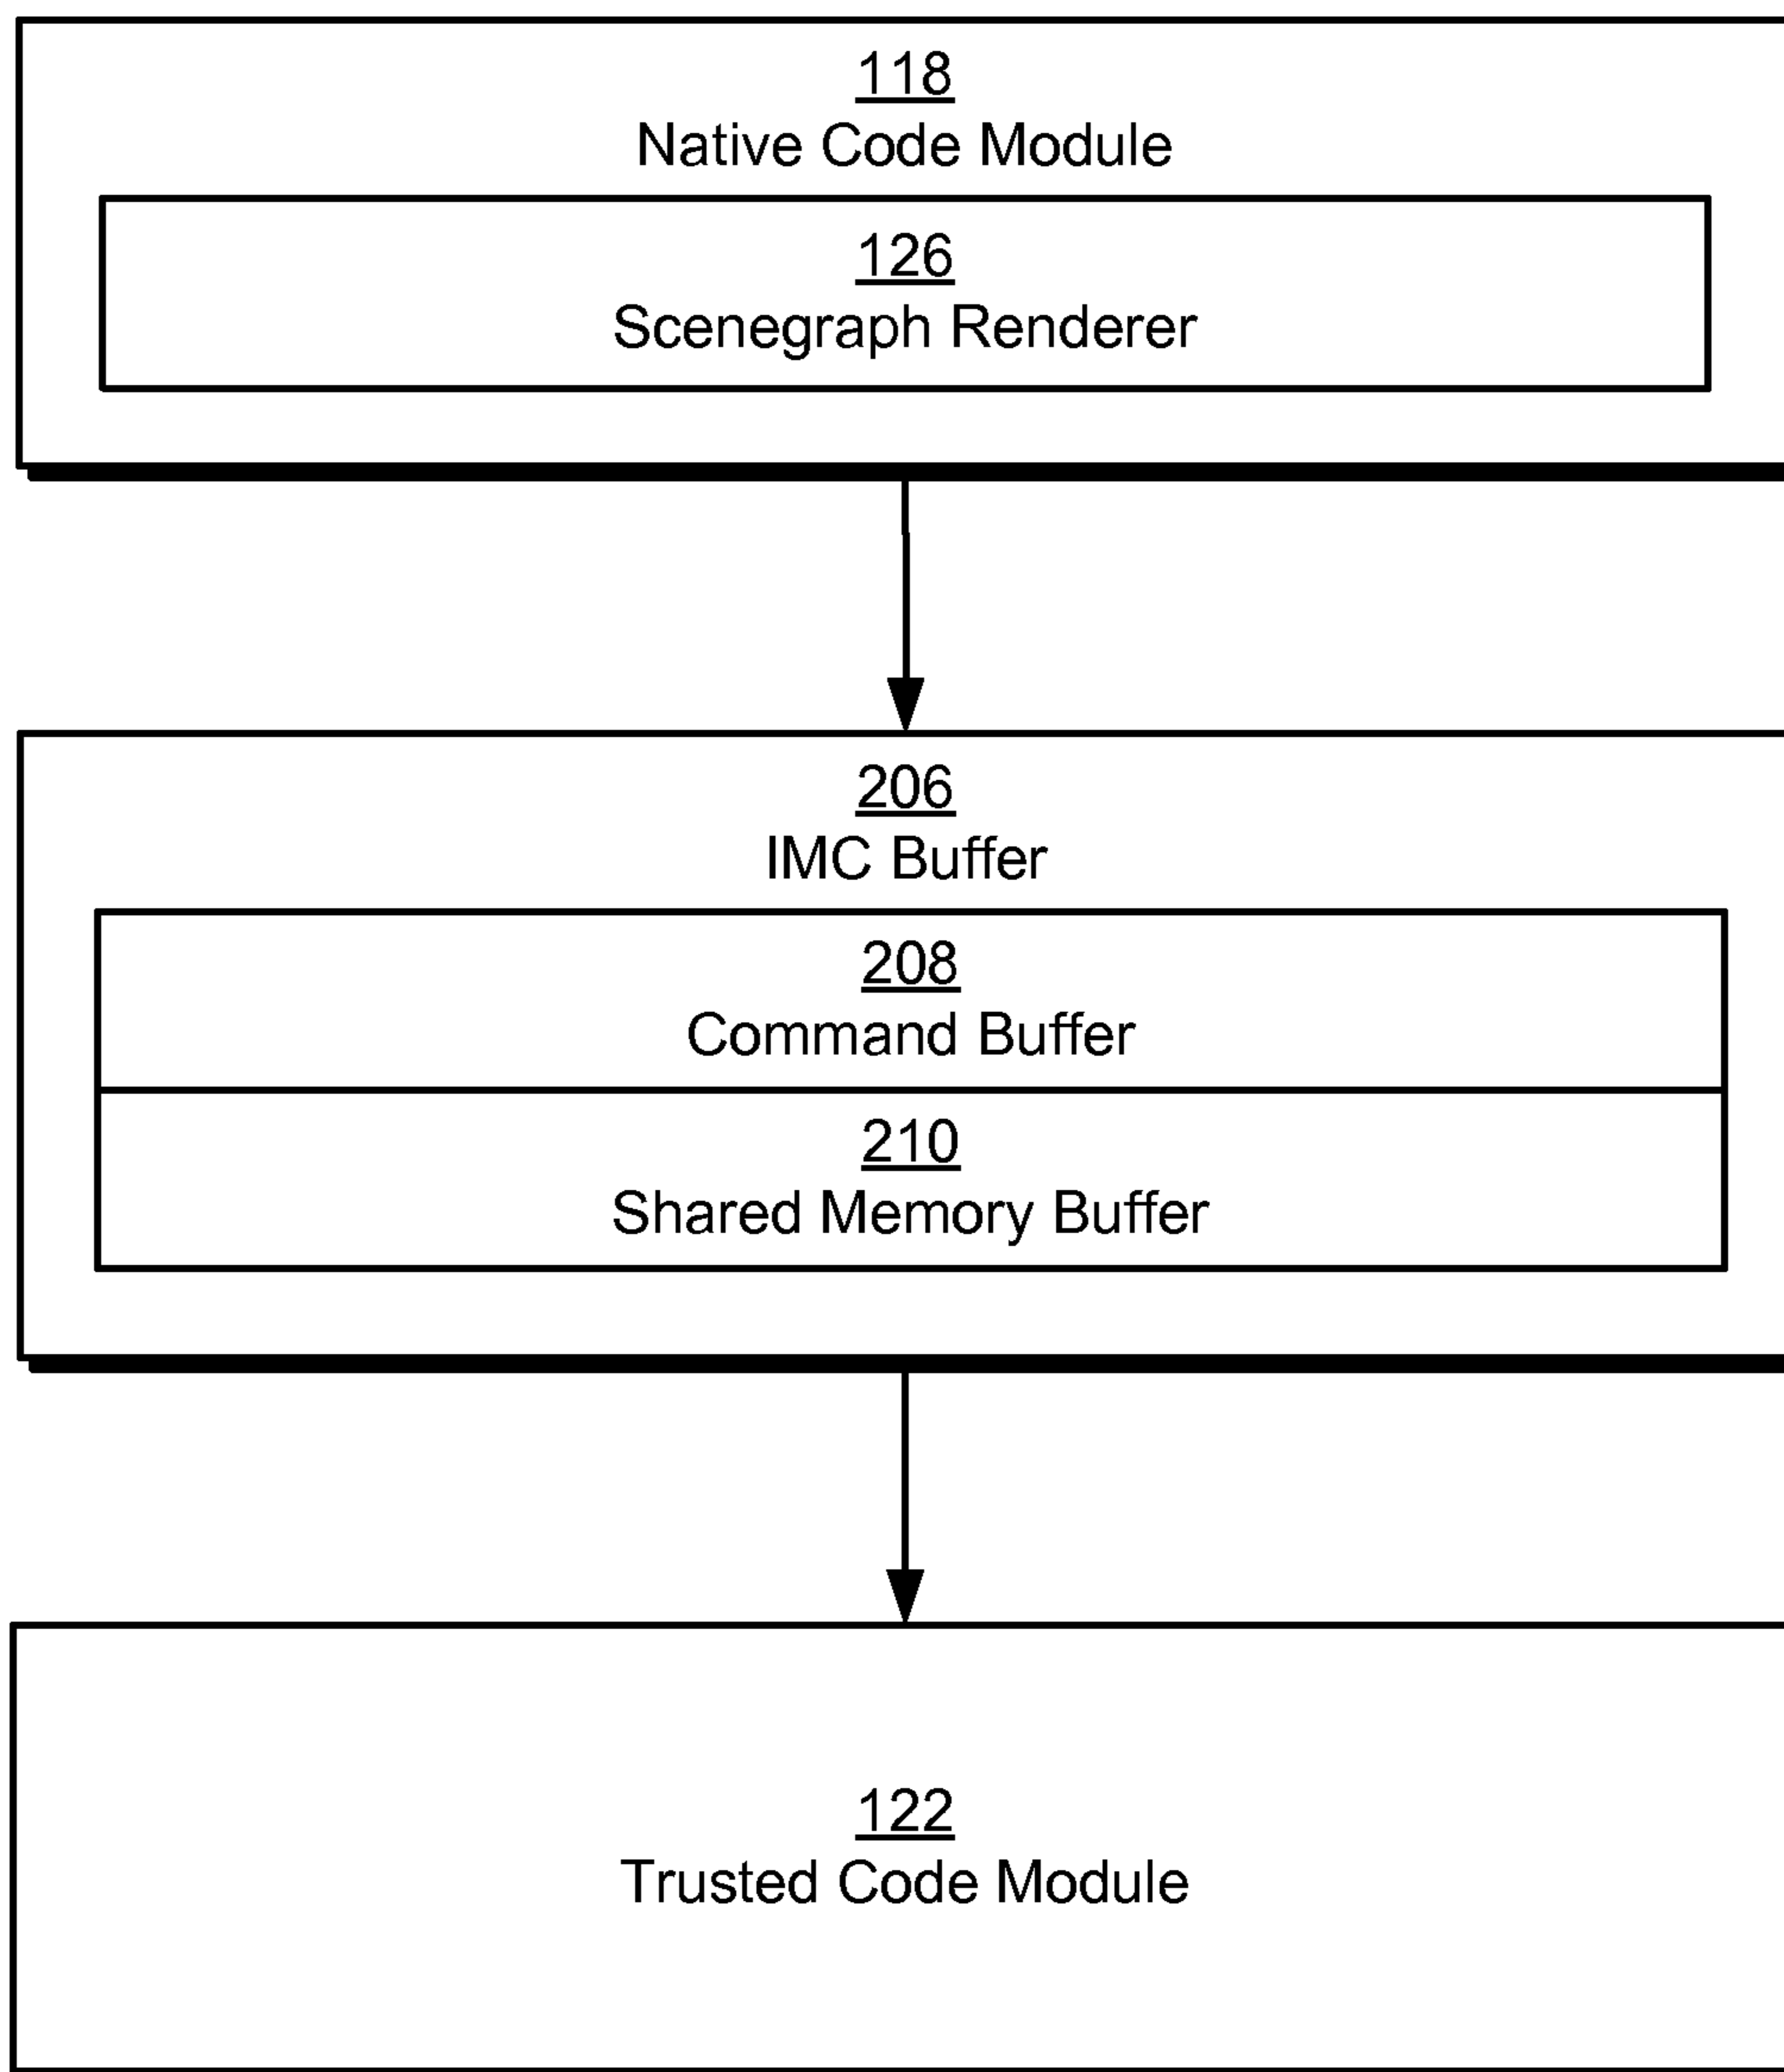 118
Native Code Module
126
Scenegraph Renderer
206
IMC Buffer
208
Command Buffer
210
Shared Memory Buffer
122
Trusted Code Module